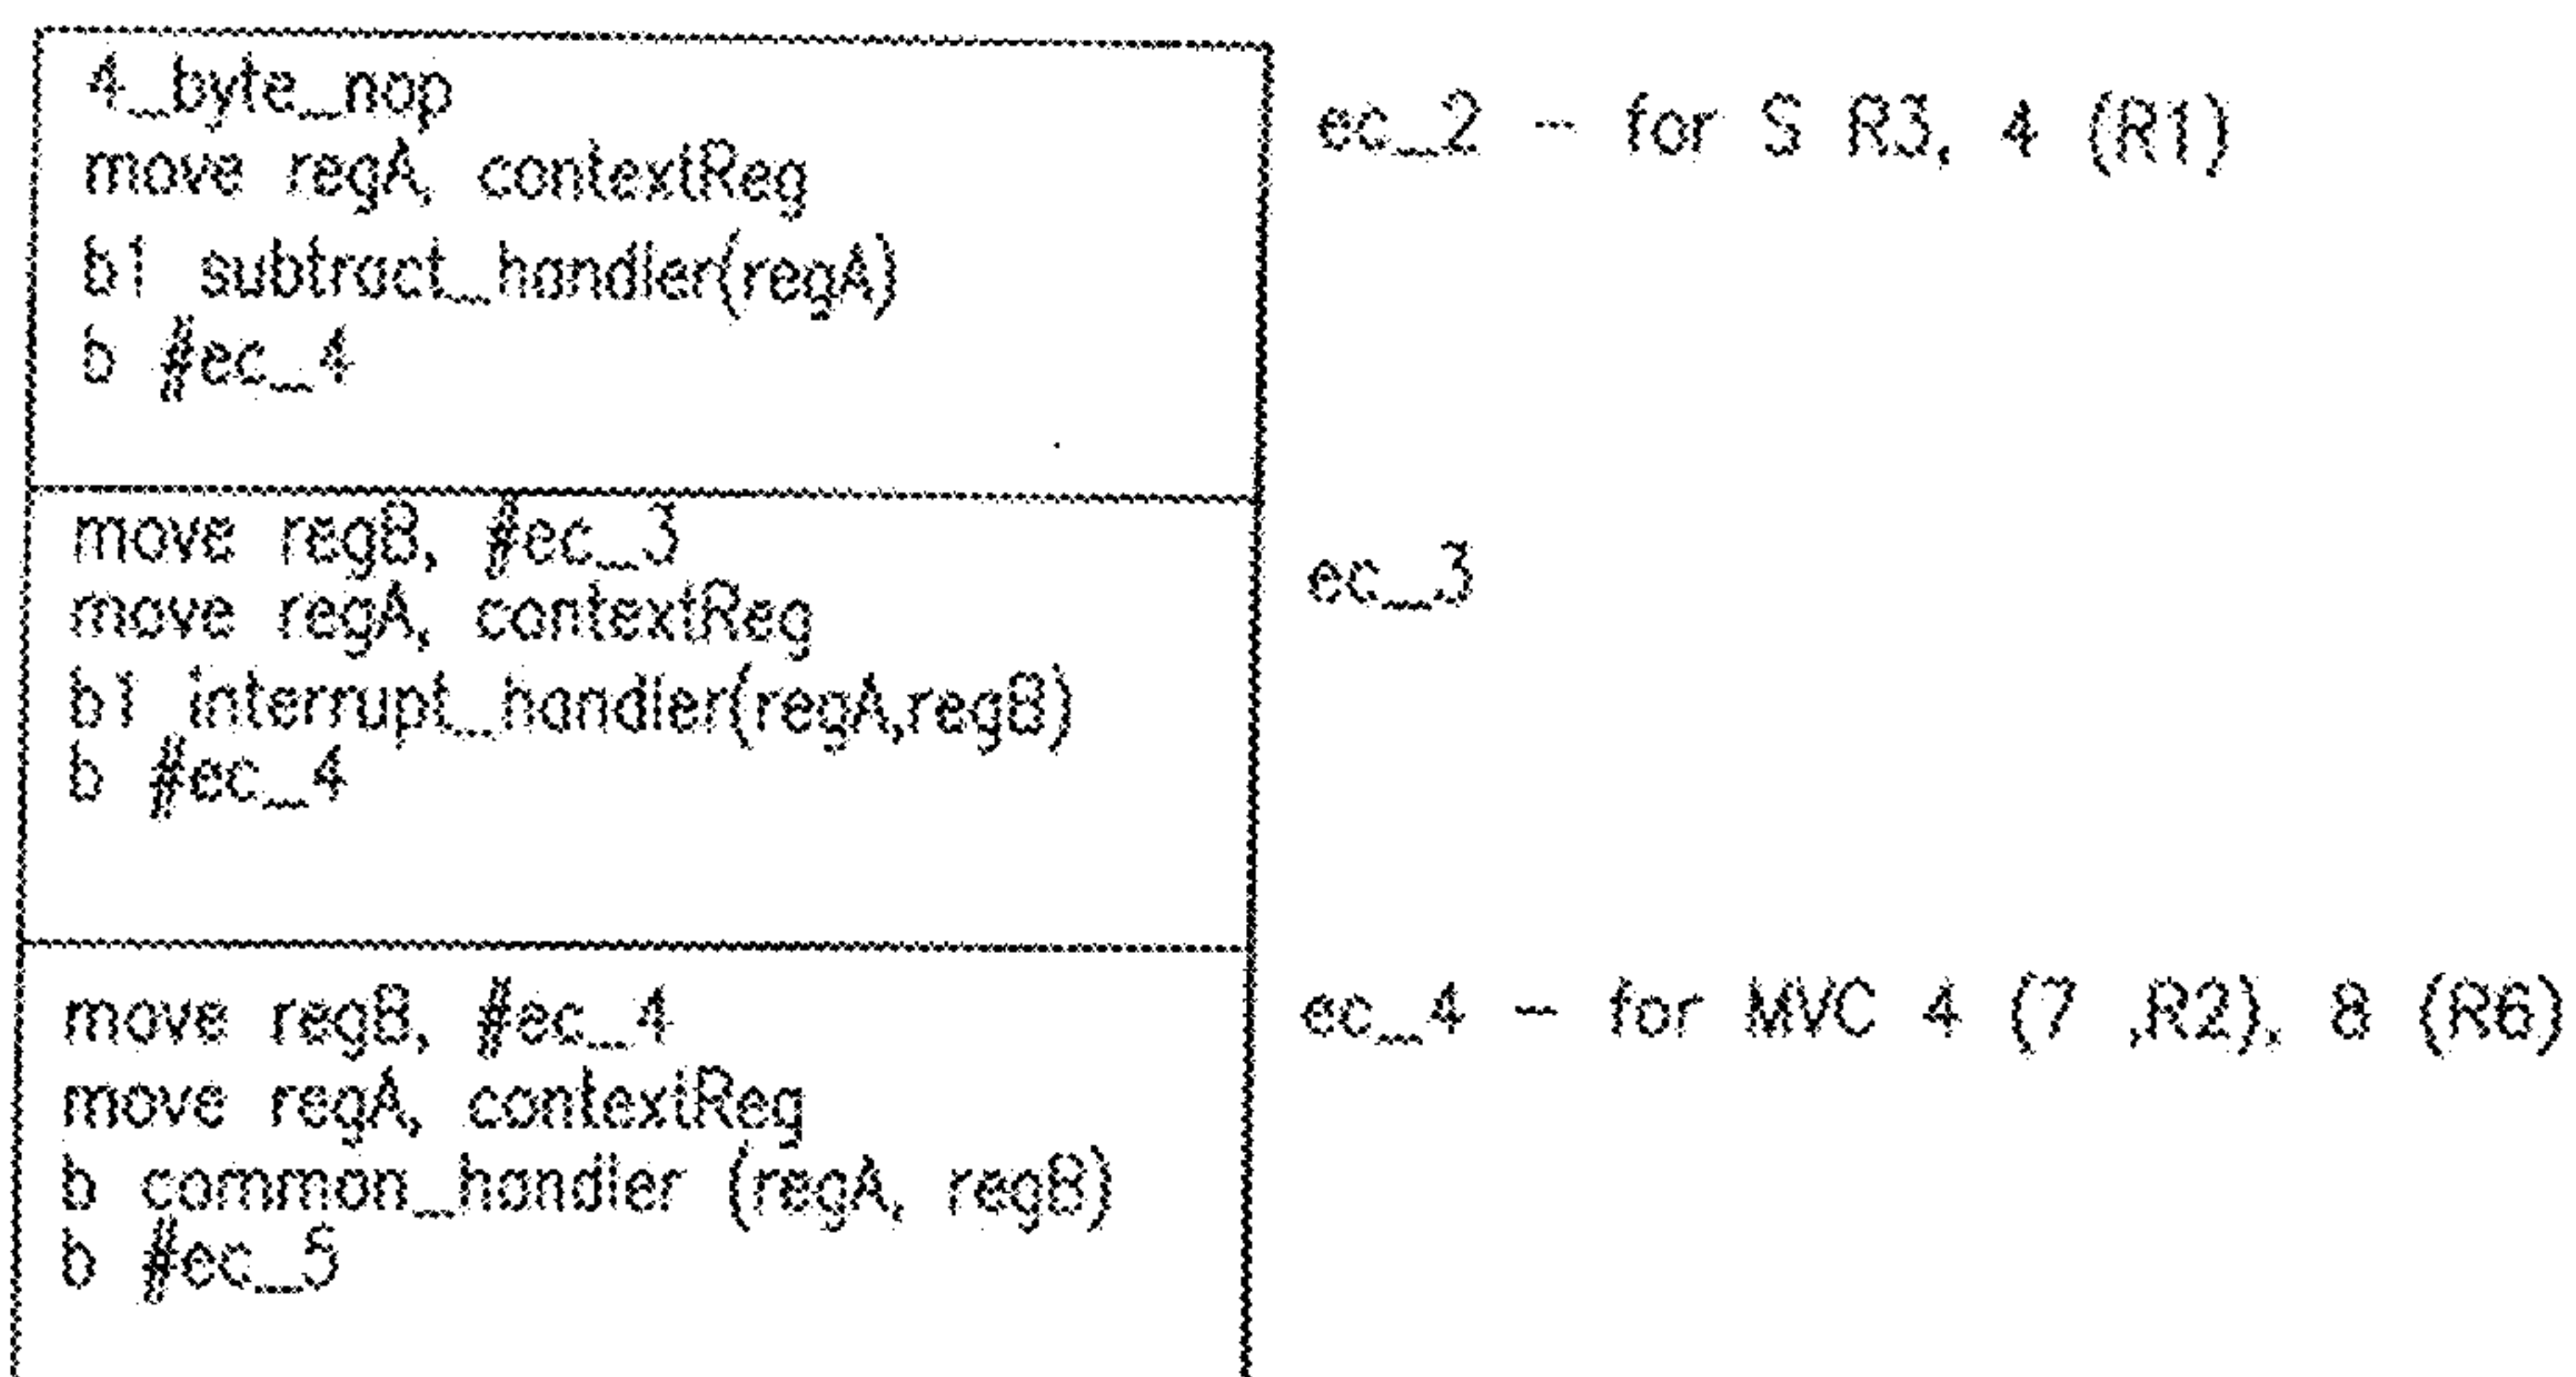 4_byte_nop
move regA, contextReg
b1 subtract_handler(regA)
b #ec_4
ec_2 - for S R3, 4 (R1)
move regB, #ec_3
move regA, contextReg
b1 interrupt_handler(regA,regB)
b #ec_4
ec_3
move regB, #ec_4
move regA, contextReg
b common_handler (regA, regB)
b #ec_5
ec_4 - for MVC 4 (7 ,R2), 8 (R6)